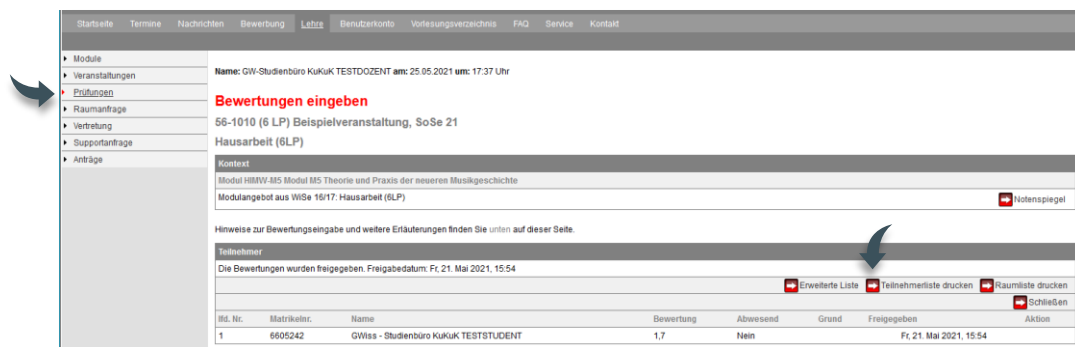 Startseite Termine Nachrichten Bewerbung Lehre Benutzerkonto Vorlesungsverzeichnis FAQ Service Kontakt
Module
Veranstaltungen
Prüfungen
Raumanfrage
Vertretung
Supportanfrage
Anträge
Name: GW-Studienbüro KuKuK TESTDOZENT am: 25.05.2021 um: 17:37 Uhr
Bewertungen eingeben
56-1010 (6 LP) Beispielveranstaltung, SoSe 21
Hausarbeit (6LP)
Kontext
Modul HIMW-M5 Modul M5 Theorie und Praxis der neueren Musikgeschichte
Modulangebot aus WiSe 16/17: Hausarbeit (6LP) Notenspiegel
Hinweise zur Bewertungseingabe und weitere Erläuterungen finden Sie unten auf dieser Seite.
Teilnehmer
Die Bewertungen wurden freigegeben. Freigabedatum: Fr, 21. Mai 2021, 15:54
Erweiterte Liste Teilnehmerliste drucken Raumliste drucken
Schließen
lfd. Nr. Matrikelnr. Name Bewertung Abwesend Grund Freigegeben Aktion
1 6605242 GWiss - Studienbüro KuKuK TESTSTUDENT 1,7 Nein Fr, 21. Mai 2021, 15:54